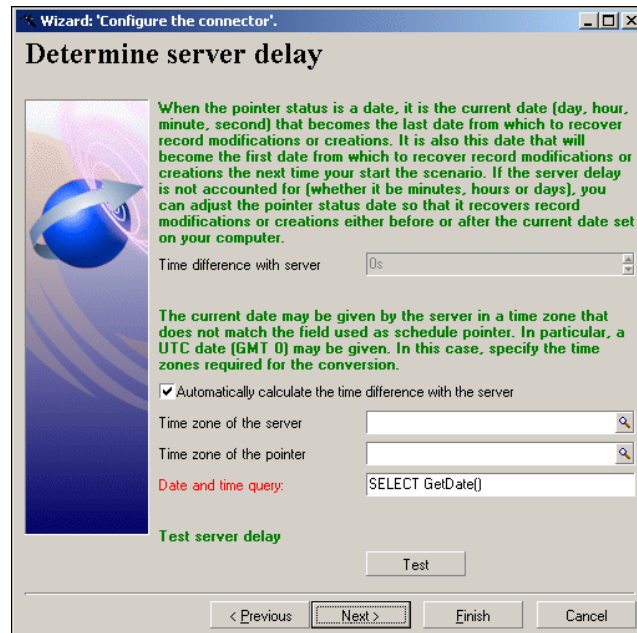 Wizard: 'Configure the connector'.
Determine server delay
When the pointer status is a date, it is the current date (day, hour,
minute, second) that becomes the last date from which to recover
record modifications or creations. It is also this date that will
become the first date from which to recover record modifications or
creations the next time your start the scenario. If the server delay
is not accounted for (whether it be minutes, hours or days), you
can adjust the pointer status date so that it recovers record
modifications or creations either before or after the current date set
on your computer.
Time difference with server
0s
The current date may be given by the server in a time zone that
does not match the field used as schedule pointer. In particular, a
UTC date (GMT 0) may be given. In this case, specify the time
zones required for the conversion.
Automatically calculate the time difference with the server
Time zone of the server
Time zone of the pointer
Date and time query:
SELECT GetDate()
Test server delay
Test
< Previous
Next >
Finish
Cancel